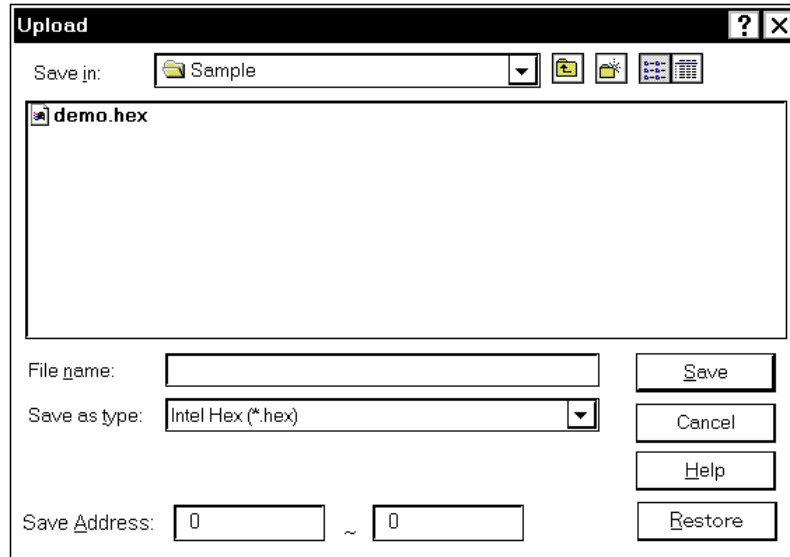 Upload
Save in: Sample
demo.hex
File name:
Save
Save as type: Intel Hex (*.hex)
Cancel
Help
Save Address: 0 ~ 0
Restore